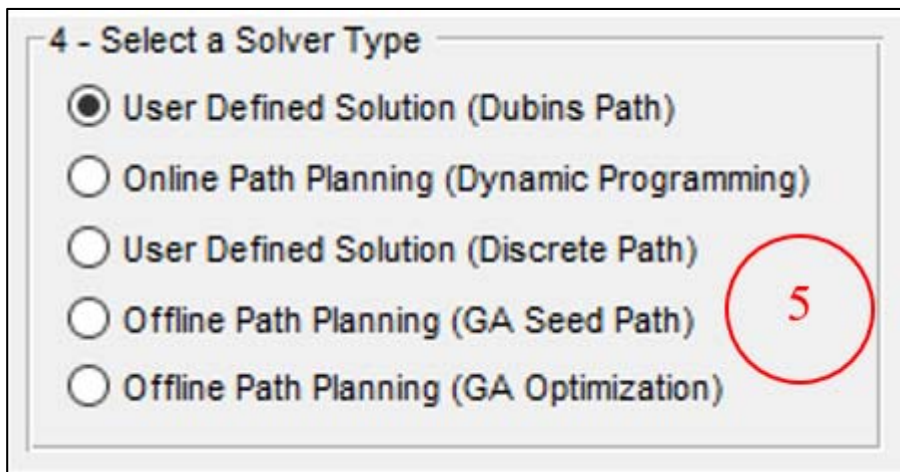 4 - Select a Solver Type
User Defined Solution (Dubins Path)
Online Path Planning (Dynamic Programming)
User Defined Solution (Discrete Path)
Offline Path Planning (GA Seed Path)
5
Offline Path Planning (GA Optimization)